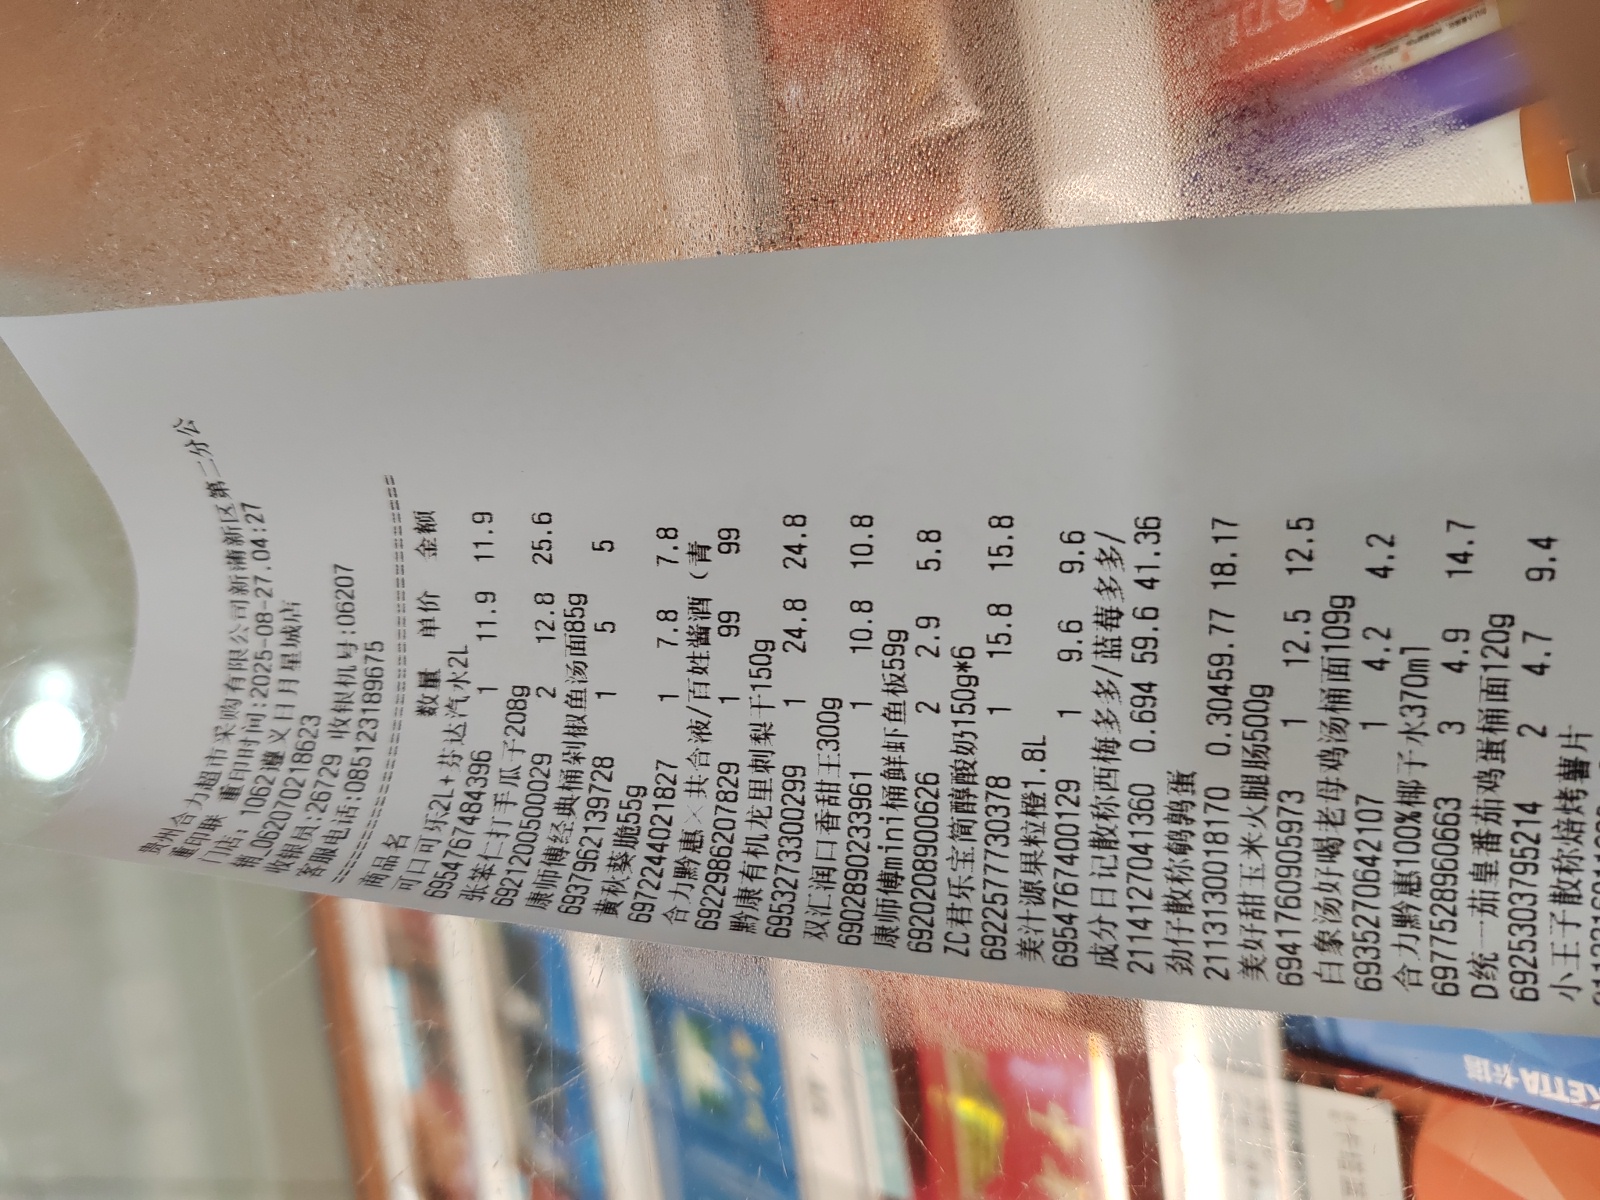 贵州合力超市采购有限公司新蒲新区第二分公
重印联 重印时间:2025-08-27.04:27
门店: 1062遵义日月星城店
销.0620702118623
收银员:26729 收银机号:06207
客服电话:085123189675
商品名 数量 单价 金额
可口可乐2L+芬达汽水2L
6954767484396 1 11.9 11.9
张等仁打手瓜子208g
6921200500029 2 12.8 25.6
康师傅经典桶剁椒鱼汤面85g
6937962139728 1 5 5
黄秋葵脆55g
6972244021827 1 7.8 7.8
合力黔惠×共合液/百姓酱酒(青
6922986207829 1 99 99
黔康有机龙里刺梨干150g
6953273300299 1 24.8 24.8
双汇润口香甜王300g
6902890233961 1 10.8 10.8
康师傅mini桶鲜虾鱼板59g
6920208900626 2 2.9 5.8
ZC君乐宝简醇酸奶150g*6
6922577730378 1 15.8 15.8
美汁源果粒橙1.8L
6954767400129 1 9.6 9.6
成分日记散称西梅多多/蓝莓多多/
2114127041360 0.694 59.6 41.36
劲仔散称鹌鹑蛋
2113130018170 0.30459.77 18.17
美好甜玉米火腿肠500g
6941760905973 1 12.5 12.5
白象汤好喝老母鸡汤桶面109g
6935270642107 1 4.2 4.2
合力黔惠100%椰子水370ml
6977528960663 3 4.9 14.7
D统一茄皇番茄鸡蛋桶面120g
6925303795214 2 4.7 9.4
小王子散称焙烤薯片
KETTA卡塔